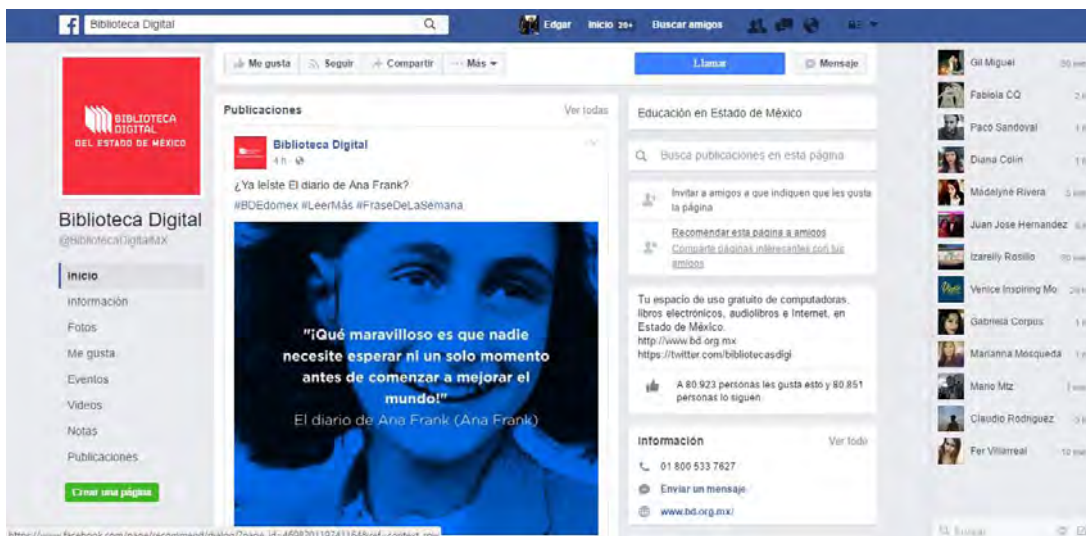 Biblioteca Digital
Edgar Inicio 20+ Buscar amigos
BIBLIOTECA
DIGITAL
DEL ESTADO DE MÉXICO
Biblioteca Digital
@BibliotecaDigitalMX
Inicio
Información
Fotos
Me gusta
Eventos
Videos
Notas
Publicaciones
Crear una página
Me gusta Seguir Compartir Más
Publicaciones Ver todas
Biblioteca Digital
4 h
¿Ya leíste El diario de Ana Frank?
#BDEdomex #LeerMás #FraseDeLaSemana
"¡Qué maravilloso es que nadie
necesite esperar ni un solo momento
antes de comenzar a mejorar el
mundo!"
El diario de Ana Frank (Ana Frank)
Llamar Mensaje
Educación en Estado de México
Busca publicaciones en esta página
Invitar a amigos a que indiquen que les gusta
la página
Recomendar esta página a amigos
Comparte páginas interesantes con tus
amigos
Tu espacio de uso gratuito de computadoras,
libros electrónicos, audiolibros e Internet, en
Estado de México.
http://www.bd.org.mx
https://twitter.com/bibliotecasdigi
A 80.923 personas les gusta esto y 80.851
personas lo siguen
Información Ver todo
01 800 533 7627
Enviar un mensaje
www.bd.org.mx/
Gil Miguel
Fabiola CQ
Paco Sandoval
Diana Colin
Madalyne Rivera
Juan Jose Hernandez
Izarelly Rosillo
Venice Inspiring Mo
Gabriela Corpus
Marianna Mosqueda
Mario Mtz
Claudio Rodriguez
Fer Villarreal
Buscar